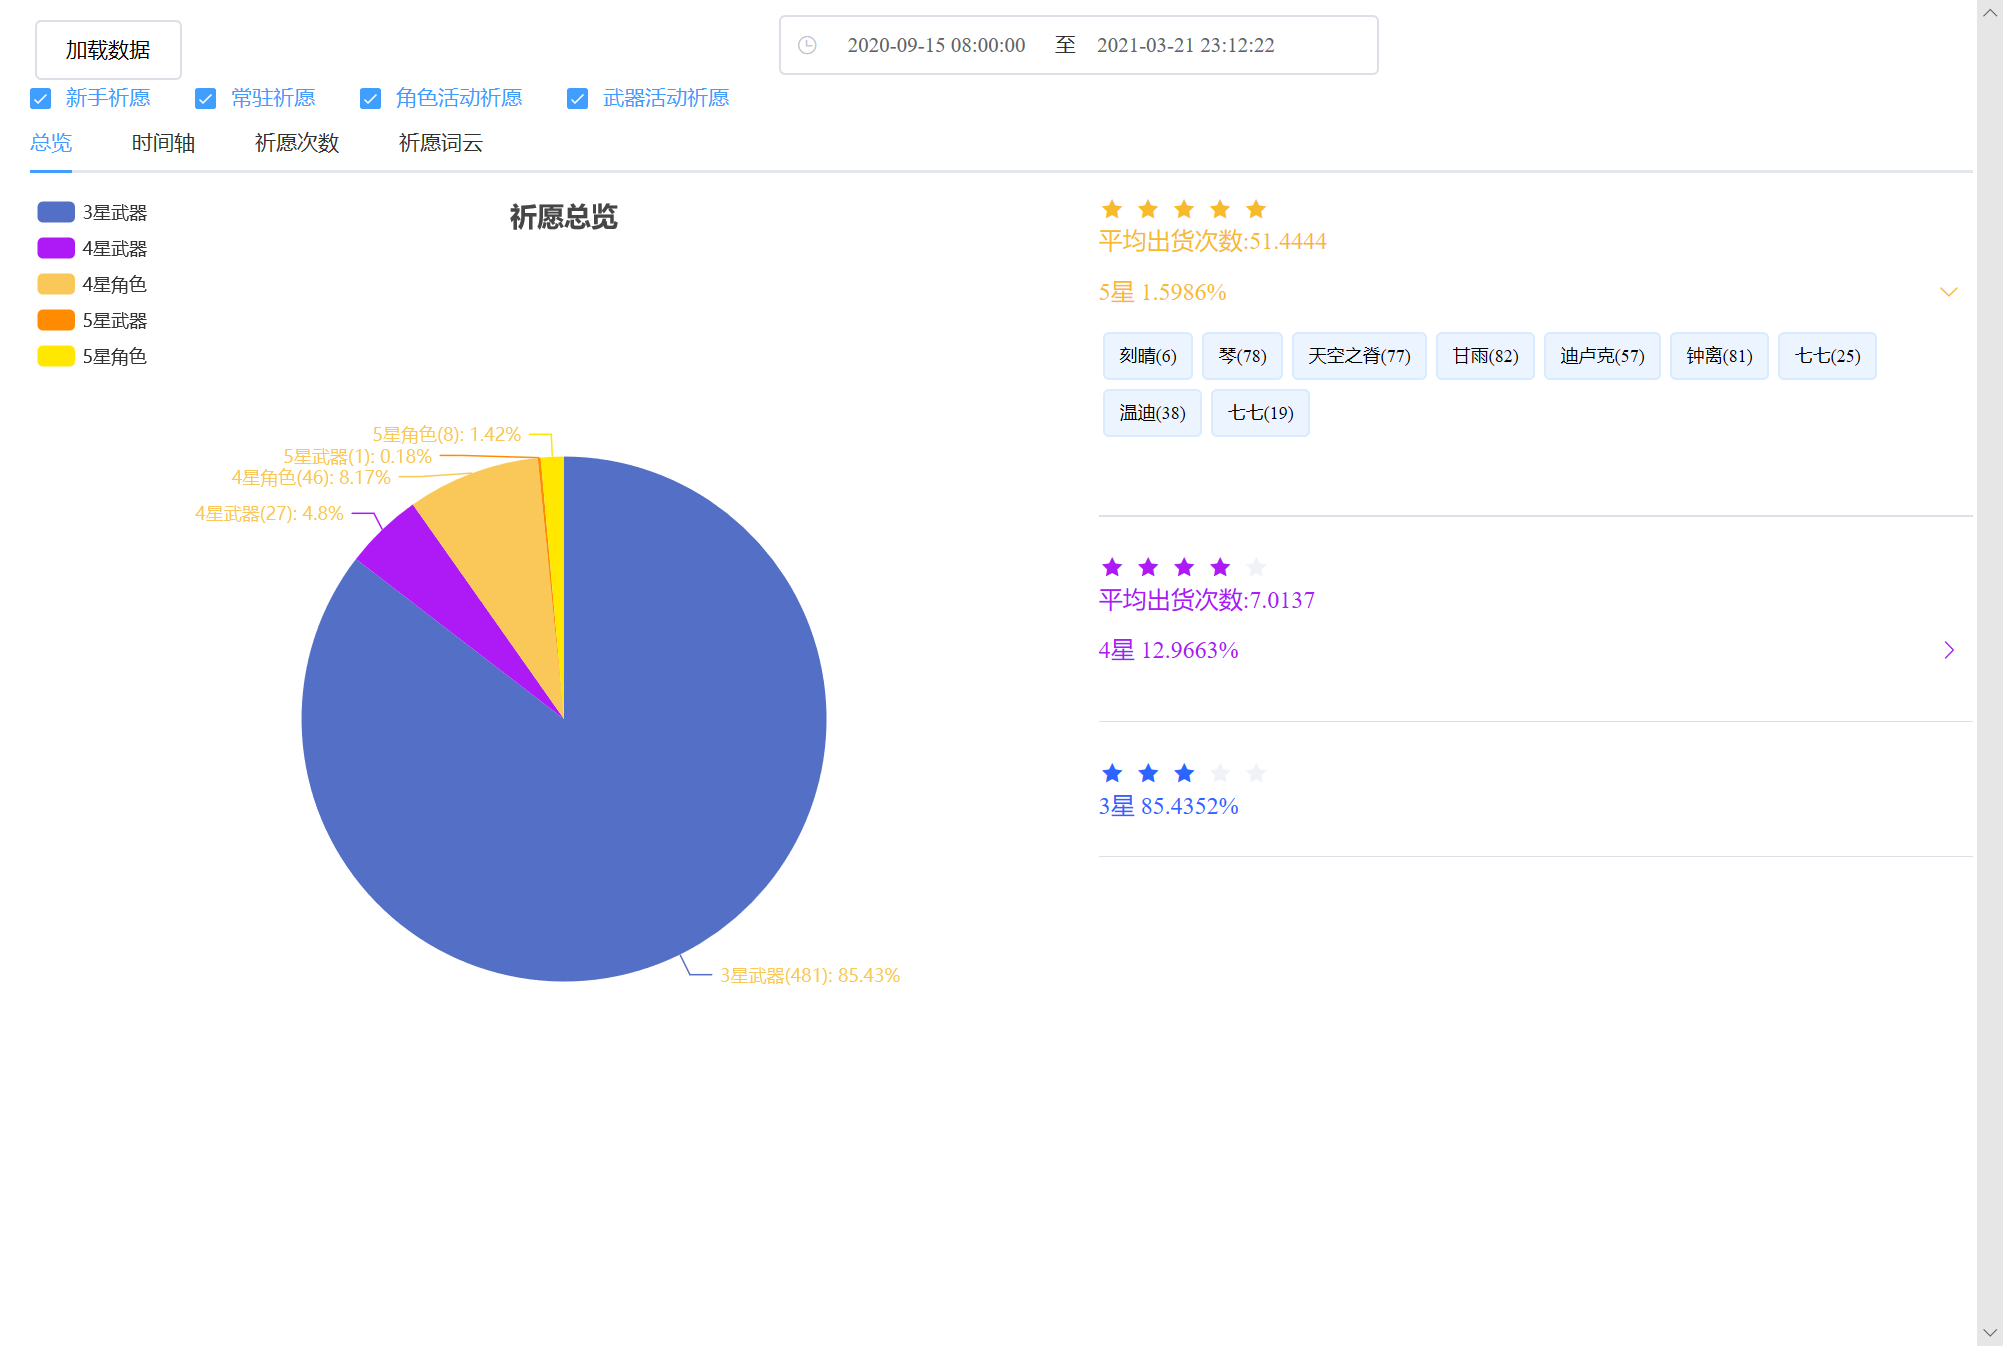 加载数据
2020-09-15 08:00:00 至 2021-03-21 23:12:22
新手祈愿 常驻祈愿 角色活动祈愿 武器活动祈愿
总览 时间轴 祈愿次数 祈愿词云
祈愿总览
3星武器
4星武器
4星角色
5星武器
5星角色
5星角色(8): 1.42%
5星武器(1): 0.18%
4星角色(46): 8.17%
4星武器(27): 4.8%
3星武器(481): 85.43%
平均出货次数:51.4444
5星 1.5986%
刻晴(6) 琴(78) 天空之脊(77) 甘雨(82) 迪卢克(57) 钟离(81) 七七(25)
温迪(38) 七七(19)
平均出货次数:7.0137
4星 12.9663%
3星 85.4352%